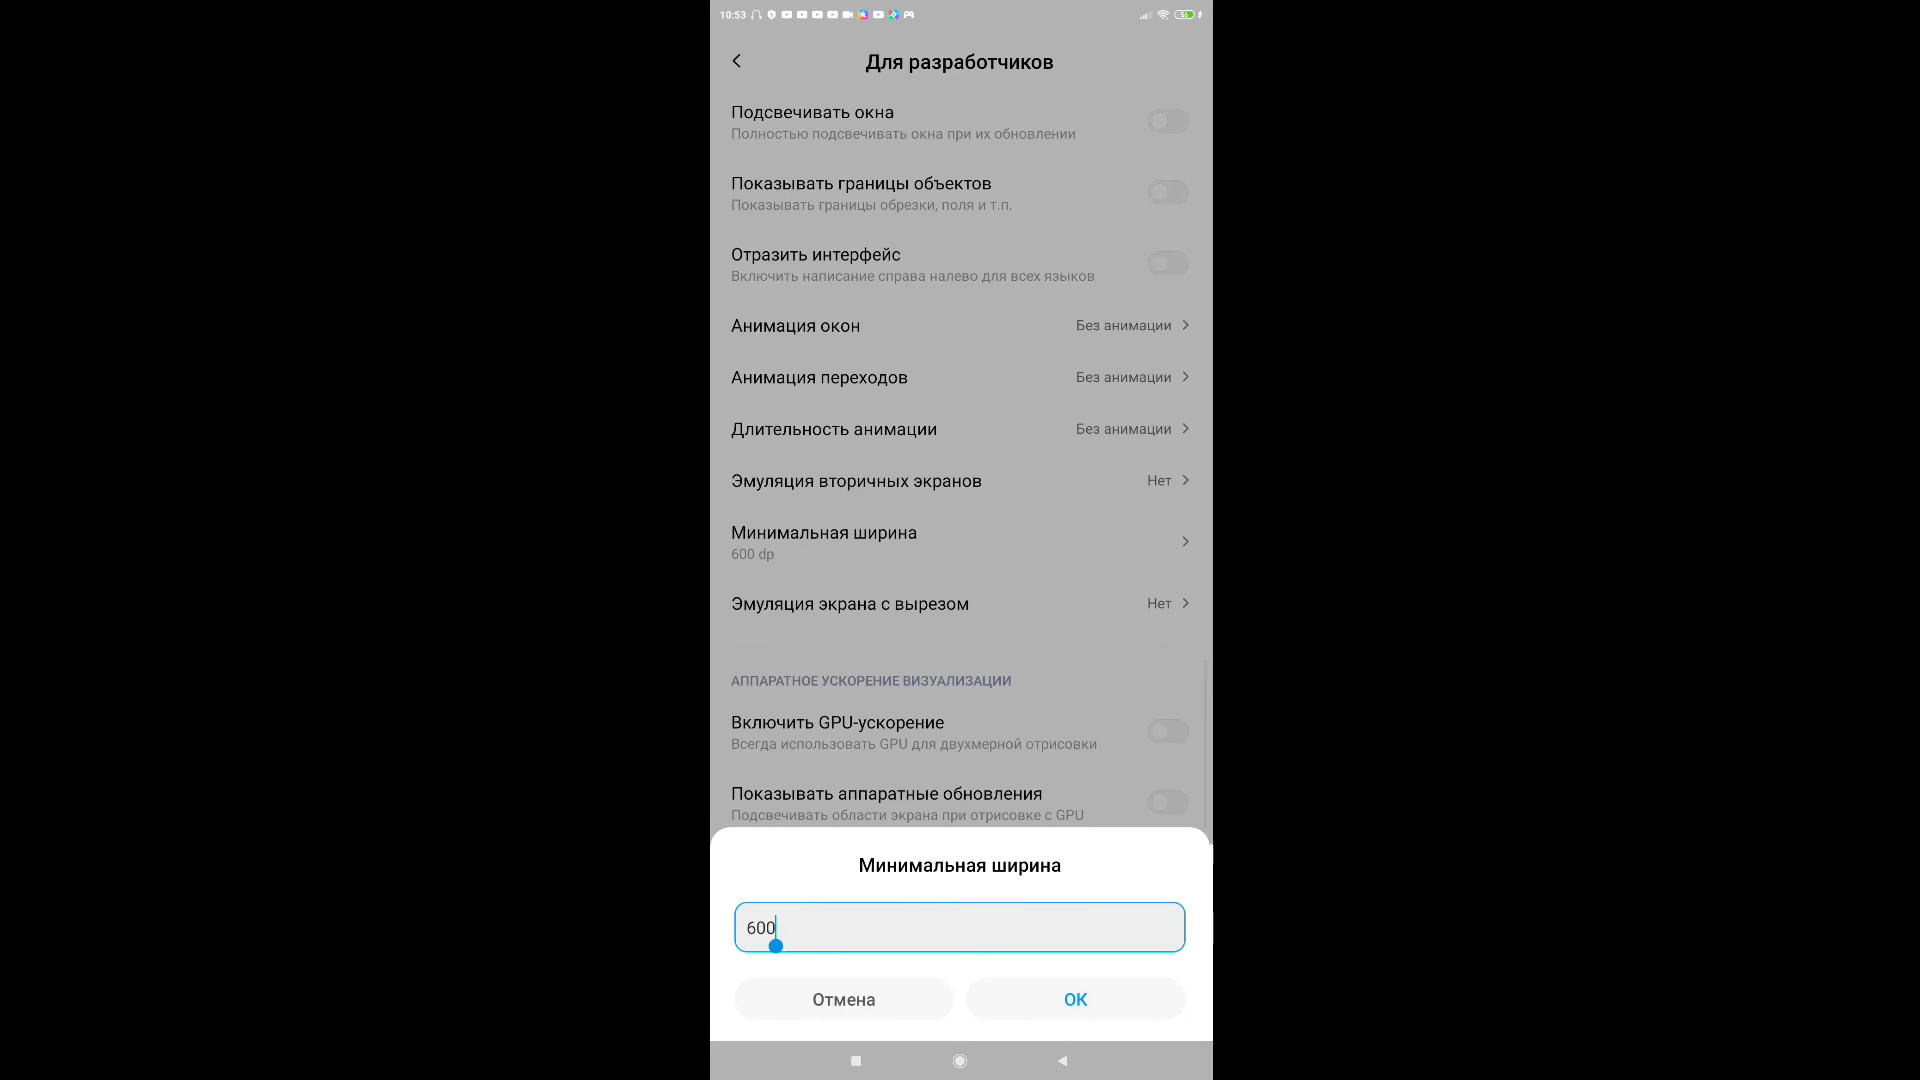 10:53
56
Для разработчиков
Подсвечивать окна
Полностью подсвечивать окна при их обновлении
Показывать границы объектов
Показывать границы обрезки, поля и т.п.
Отразить интерфейс
Включить написание справа налево для всех языков
Анимация окон Без анимации
Анимация переходов Без анимации
Длительность анимации Без анимации
Эмуляция вторичных экранов Нет
Минимальная ширина
600 dp
Эмуляция экрана с вырезом Нет
АППАРАТНОЕ УСКОРЕНИЕ ВИЗУАЛИЗАЦИИ
Включить GPU-ускорение
Всегда использовать GPU для двухмерной отрисовки
Показывать аппаратные обновления
Подсвечивать области экрана при отрисовке с GPU
Минимальная ширина
600
Отмена OK